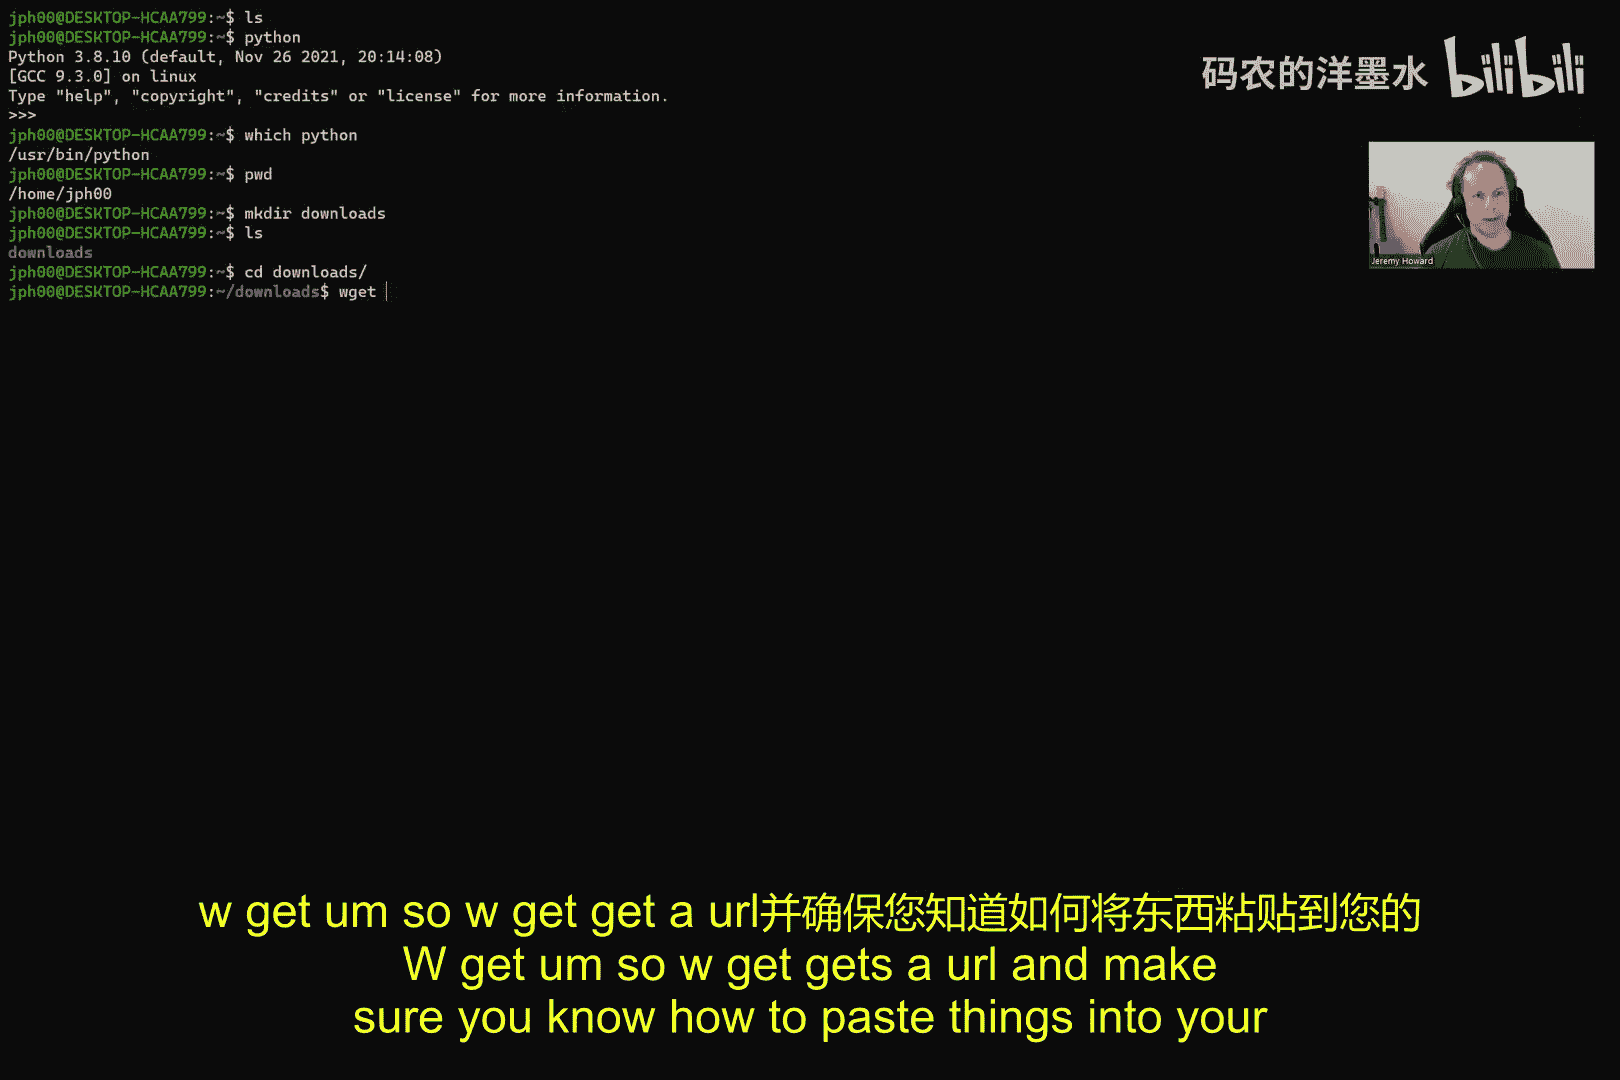 jph00@DESKTOP-HCAA799:~$ ls
jph00@DESKTOP-HCAA799:~$ python
Python 3.8.10 (default, Nov 26 2021, 20:14:08)
[GCC 9.3.0] on linux
Type "help", "copyright", "credits" or "license" for more information.
>>>
jph00@DESKTOP-HCAA799:~$ which python
/usr/bin/python
jph00@DESKTOP-HCAA799:~$ pwd
/home/jph00
jph00@DESKTOP-HCAA799:~$ mkdir downloads
jph00@DESKTOP-HCAA799:~$ ls
downloads
jph00@DESKTOP-HCAA799:~$ cd downloads/
jph00@DESKTOP-HCAA799:~/downloads$ wget
码农的洋墨水 bilibili
Jeremy Howard
w get um so w get get a url并确保您知道如何将东西粘贴到您的
W get um so w get gets a url and make
sure you know how to paste things into your